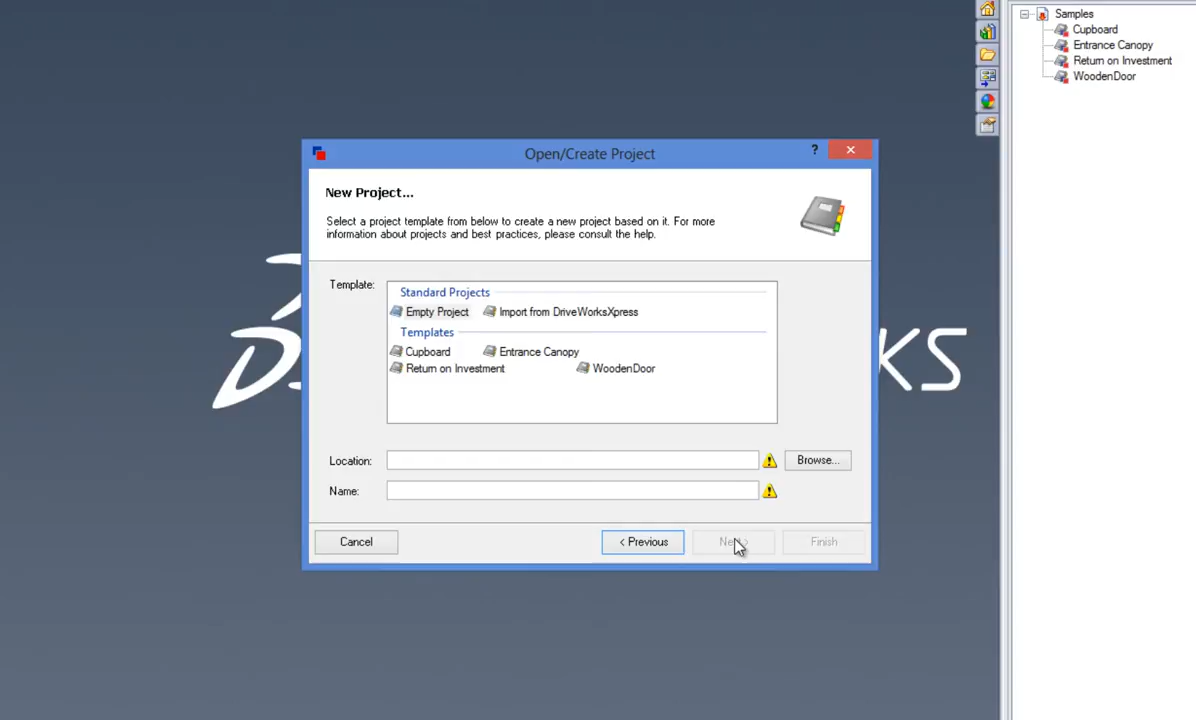 Samples
Cupboard
Entrance Canopy
Return on Investment
WoodenDoor
Open/Create Project
?
New Project...
Select a project template from below to create a new project based on it. For more
information about projects and best practices, please consult the help.
Template:
Standard Projects
Empty Project Import from DriveWorksXpress
Templates
Cupboard Entrance Canopy
Return on Investment WoodenDoor
Location:
Browse...
Name:
Cancel
< Previous
Finish